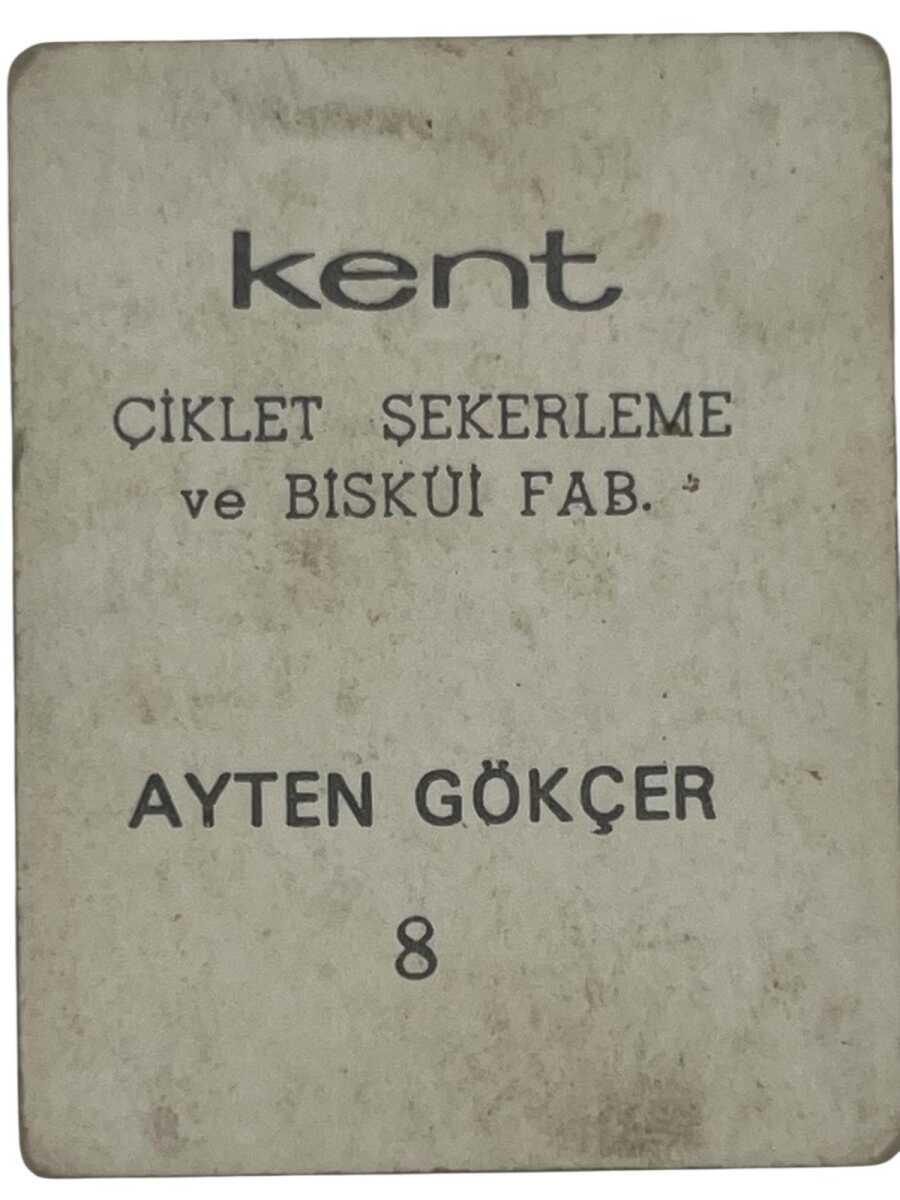 kent
ÇİKLET ŞEKERLEME
ve BİSKÜİ FAB.
AYTEN GÖKÇER
8